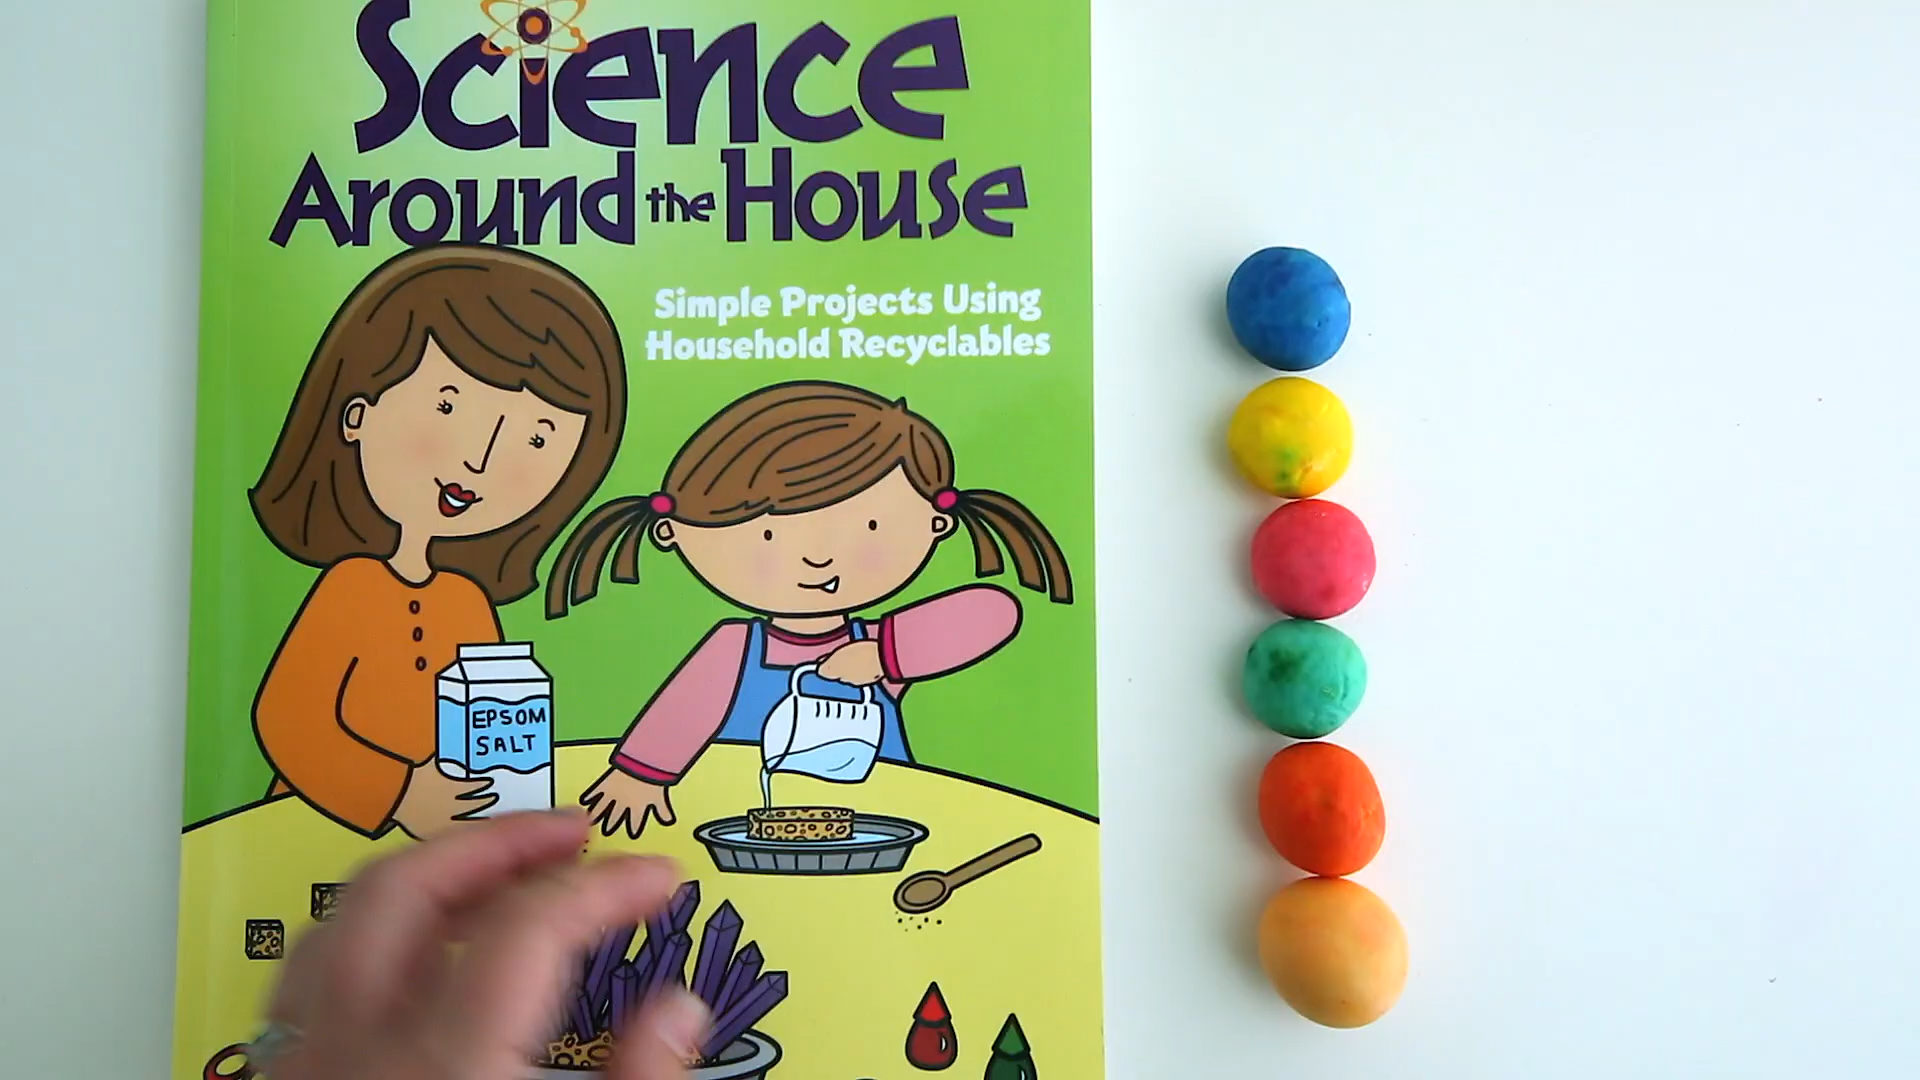 Science
Around the House
Simple Projects Using
Household Recyclables
EPSOM
SALT